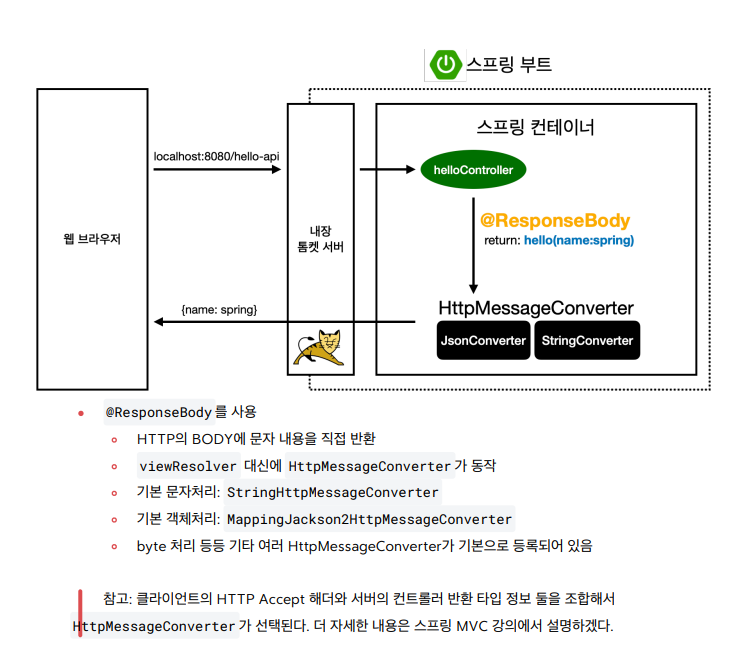 스프링 부트
스프링 컨테이너
localhost:8080/hello-api
helloController
웹 브라우저
내장
톰켓 서버
@ResponseBody
return: hello(name:spring)
{name: spring}
HttpMessageConverter
JsonConverter
StringConverter
@ResponseBody 를 사용
HTTP의 BODY에 문자 내용을 직접 반환
viewResolver 대신에 HttpMessageConverter 가 동작
기본 문자처리: StringHttpMessageConverter
기본 객체처리: MappingJackson2HttpMessageConverter
byte 처리 등등 기타 여러 HttpMessageConverter가 기본으로 등록되어 있음
참고: 클라이언트의 HTTP Accept 해더와 서버의 컨트롤러 반환 타입 정보 둘을 조합해서
HttpMessageConverter 가 선택된다. 더 자세한 내용은 스프링 MVC 강의에서 설명하겠다.